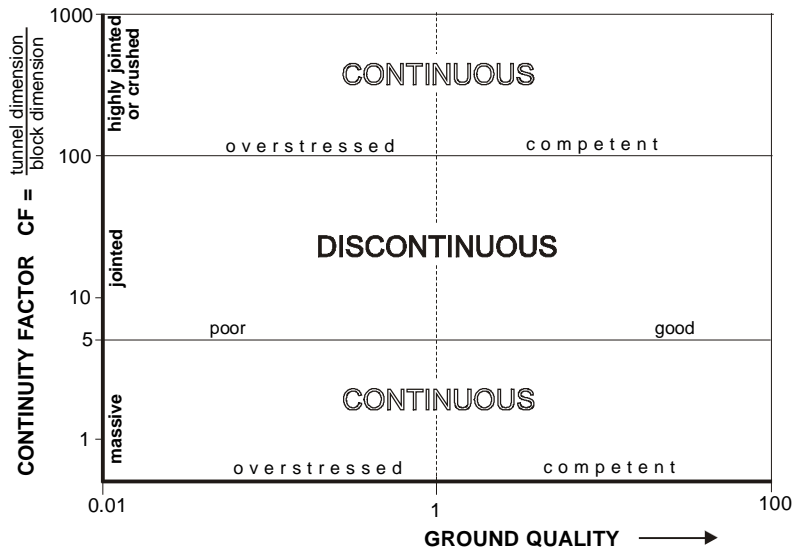 1000
highly jointed
or crushed
CONTINUOUS
overstressed
competent
100
DISCONTINUOUS
jointed
10
poor
good
5
CONTINUOUS
massive
1
overstressed
competent
0.01
1
100
GROUND QUALITY
CONTINUITY FACTOR CF = tunnel dimension
block dimension